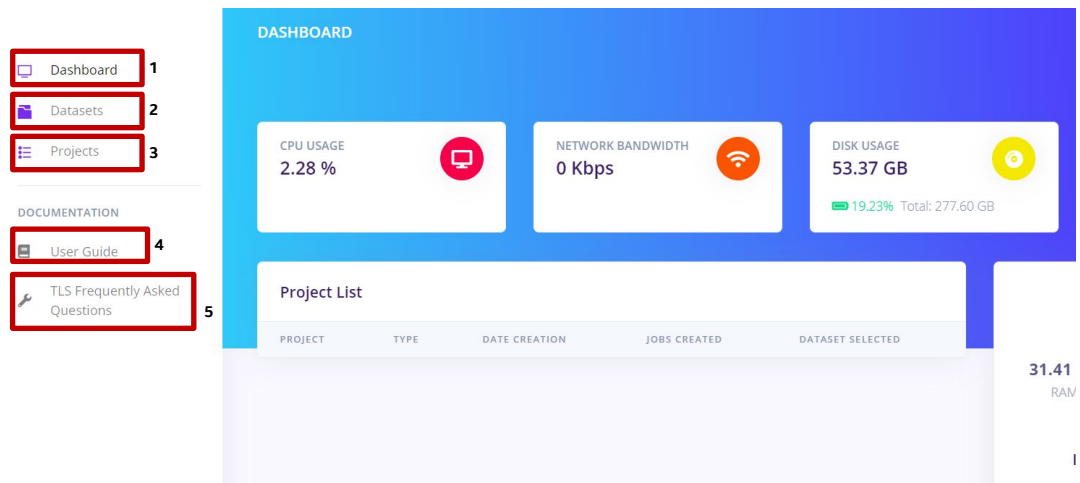 Dashboard 1
Datasets 2
Projects 3
DOCUMENTATION
User Guide 4
TLS Frequently Asked
Questions 5
DASHBOARD
CPU USAGE
2.28 %
NETWORK BANDWIDTH
0 Kbps
DISK USAGE
53.37 GB
19.23% Total: 277.60 GB
Project List
PROJECT TYPE DATE CREATION JOBS CREATED DATASET SELECTED
31.41
RAM